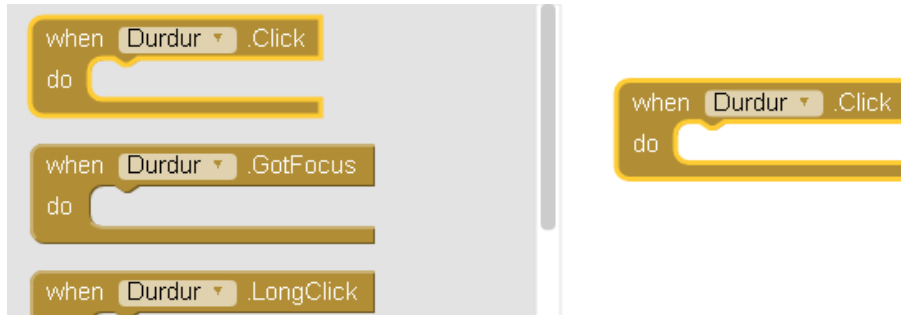 when Durdur .Click
do
when Durdur .GotFocus
do
when Durdur .LongClick
when Durdur .Click
do